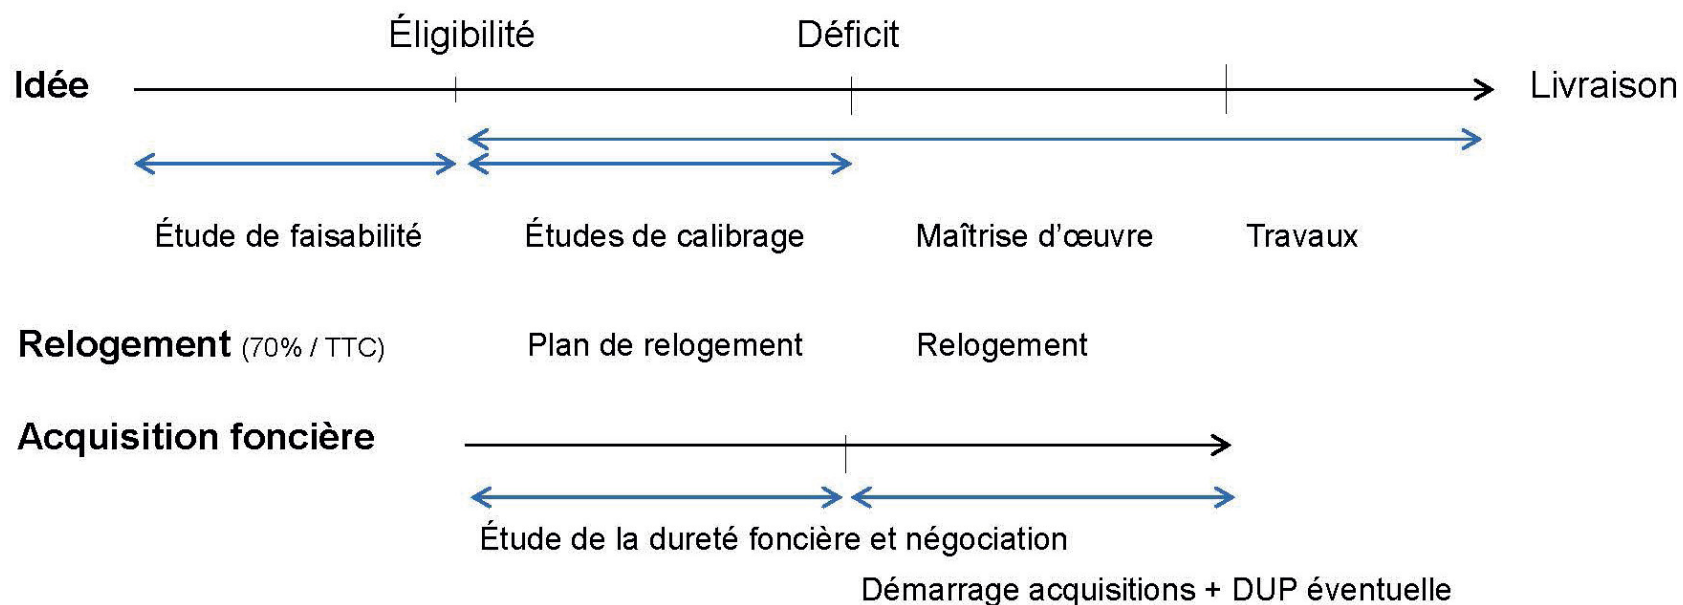 Éligibilité Déficit
Idée Livraison
Étude de faisabilité Études de calibrage Maîtrise d'œuvre Travaux
Relogement (70% / TTC) Plan de relogement Relogement
Acquisition foncière
Étude de la dureté foncière et négociation
Démarrage acquisitions + DUP éventuelle